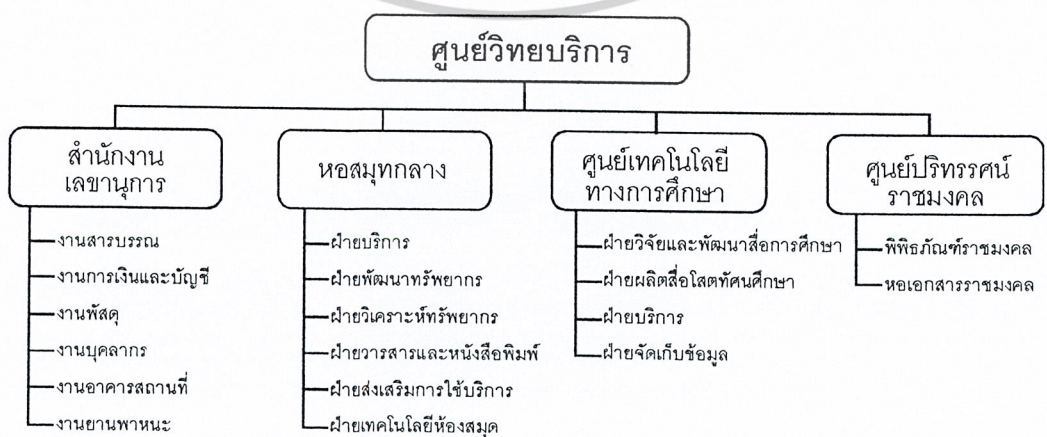 ศูนย์วิทยบริการ
สำนักงาน
เลขานุการ
งานสารบรรณ
งานการเงินและบัญชี
งานพัสดุ
งานบุคลากร
งานอาคารสถานที่
งานยานพาหนะ
หอสมุทกลาง
ฝ่ายบริการ
ฝ่ายพัฒนาทรัพยากร
ฝ่ายวิเคราะห์ทรัพยากร
ฝ่ายวารสารและหนังสือพิมพ์
ฝ่ายส่งเสริมการใช้บริการ
ฝ่ายเทคโนโลยีห้องสมุด
ศูนย์เทคโนโลยี
ทางการศึกษา
ฝ่ายวิจัยและพัฒนาสื่อการศึกษา
ฝ่ายผลิตสื่อโสตทัศนศึกษา
ฝ่ายบริการ
ฝ่ายจัดเก็บข้อมูล
ศูนย์ปริทรรศน์
ราชมงคล
พิพิธภัณฑ์ราชมงคล
หอเอกสารราชมงคล